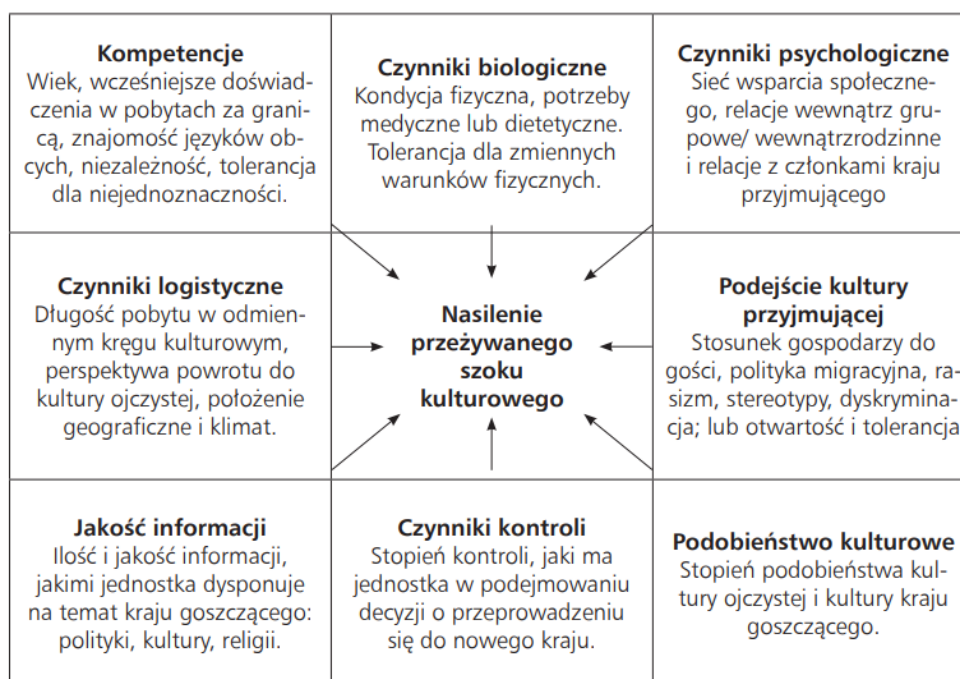 Kompetencje
Wiek, wcześniejsze doświad-
czenia w pobytach za grani-
cą, znajomość języków ob-
cych, niezależność, tolerancja
dla niejednoznaczności.
Czynniki biologiczne
Kondycja fizyczna, potrzeby
medyczne lub dietetyczne.
Tolerancja dla zmiennych
warunków fizycznych.
Czynniki psychologiczne
Sieć wsparcia społeczne-
go, relacje wewnątrz gru-
powe/ wewnątrzrodzinne
i relacje z członkami kraju
przyjmującego
Czynniki logistyczne
Długość pobytu w odmien-
nym kręgu kulturowym,
perspektywa powrotu do
kultury ojczystej, położenie
geograficzne i klimat.
Nasilenie
przeżywanego
szoku
kulturowego
Podejście kultury
przyjmującej
Stosunek gospodarzy do
gości, polityka migracyjna, ra-
sizm, stereotypy, dyskrymina-
cja; lub otwartość i tolerancja
Jakość informacji
Ilość i jakość informacji,
jakimi jednostka dysponuje
na temat kraju goszczącego:
polityki, kultury, religii.
Czynniki kontroli
Stopień kontroli, jaki ma
jednostka w podejmowaniu
decyzji o przeprowadzeniu
się do nowego kraju.
Podobieństwo kulturowe
Stopień podobieństwa kul-
tury ojczystej i kultury kraju
goszczącego.